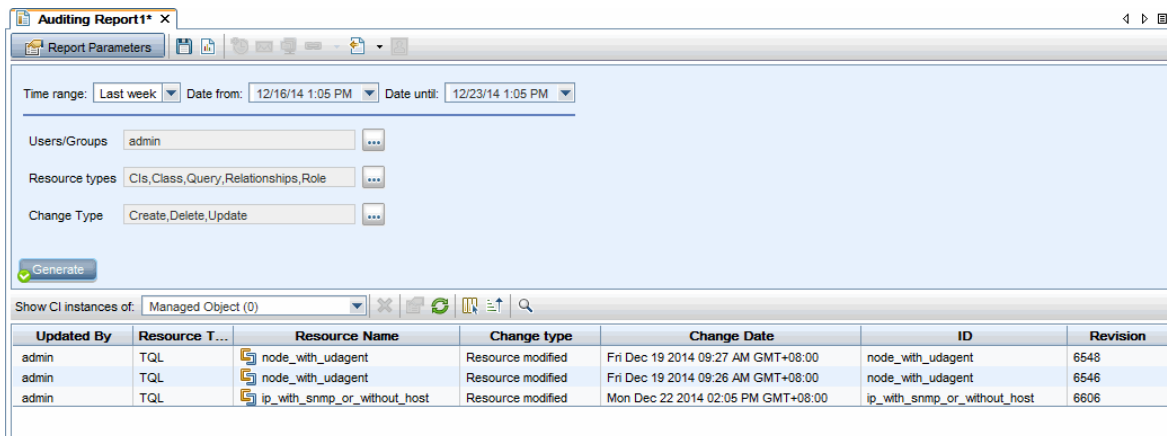 Auditing Report1* X
Report Parameters
Time range: Last week Date from: 12/16/14 1:05 PM Date until: 12/23/14 1:05 PM
Users/Groups admin ...
Resource types CIs,Class,Query,Relationships,Role ...
Change Type Create,Delete,Update ...
Generate
Show CI instances of: Managed Object (0)
Updated By Resource T... Resource Name Change type Change Date ID Revision
admin TQL node_with_udagent Resource modified Fri Dec 19 2014 09:27 AM GMT+08:00 node_with_udagent 6548
admin TQL node_with_udagent Resource modified Fri Dec 19 2014 09:26 AM GMT+08:00 node_with_udagent 6546
admin TQL ip_with_snmp_or_without_host Resource modified Mon Dec 22 2014 02:05 PM GMT+08:00 ip_with_snmp_or_without_host 6606